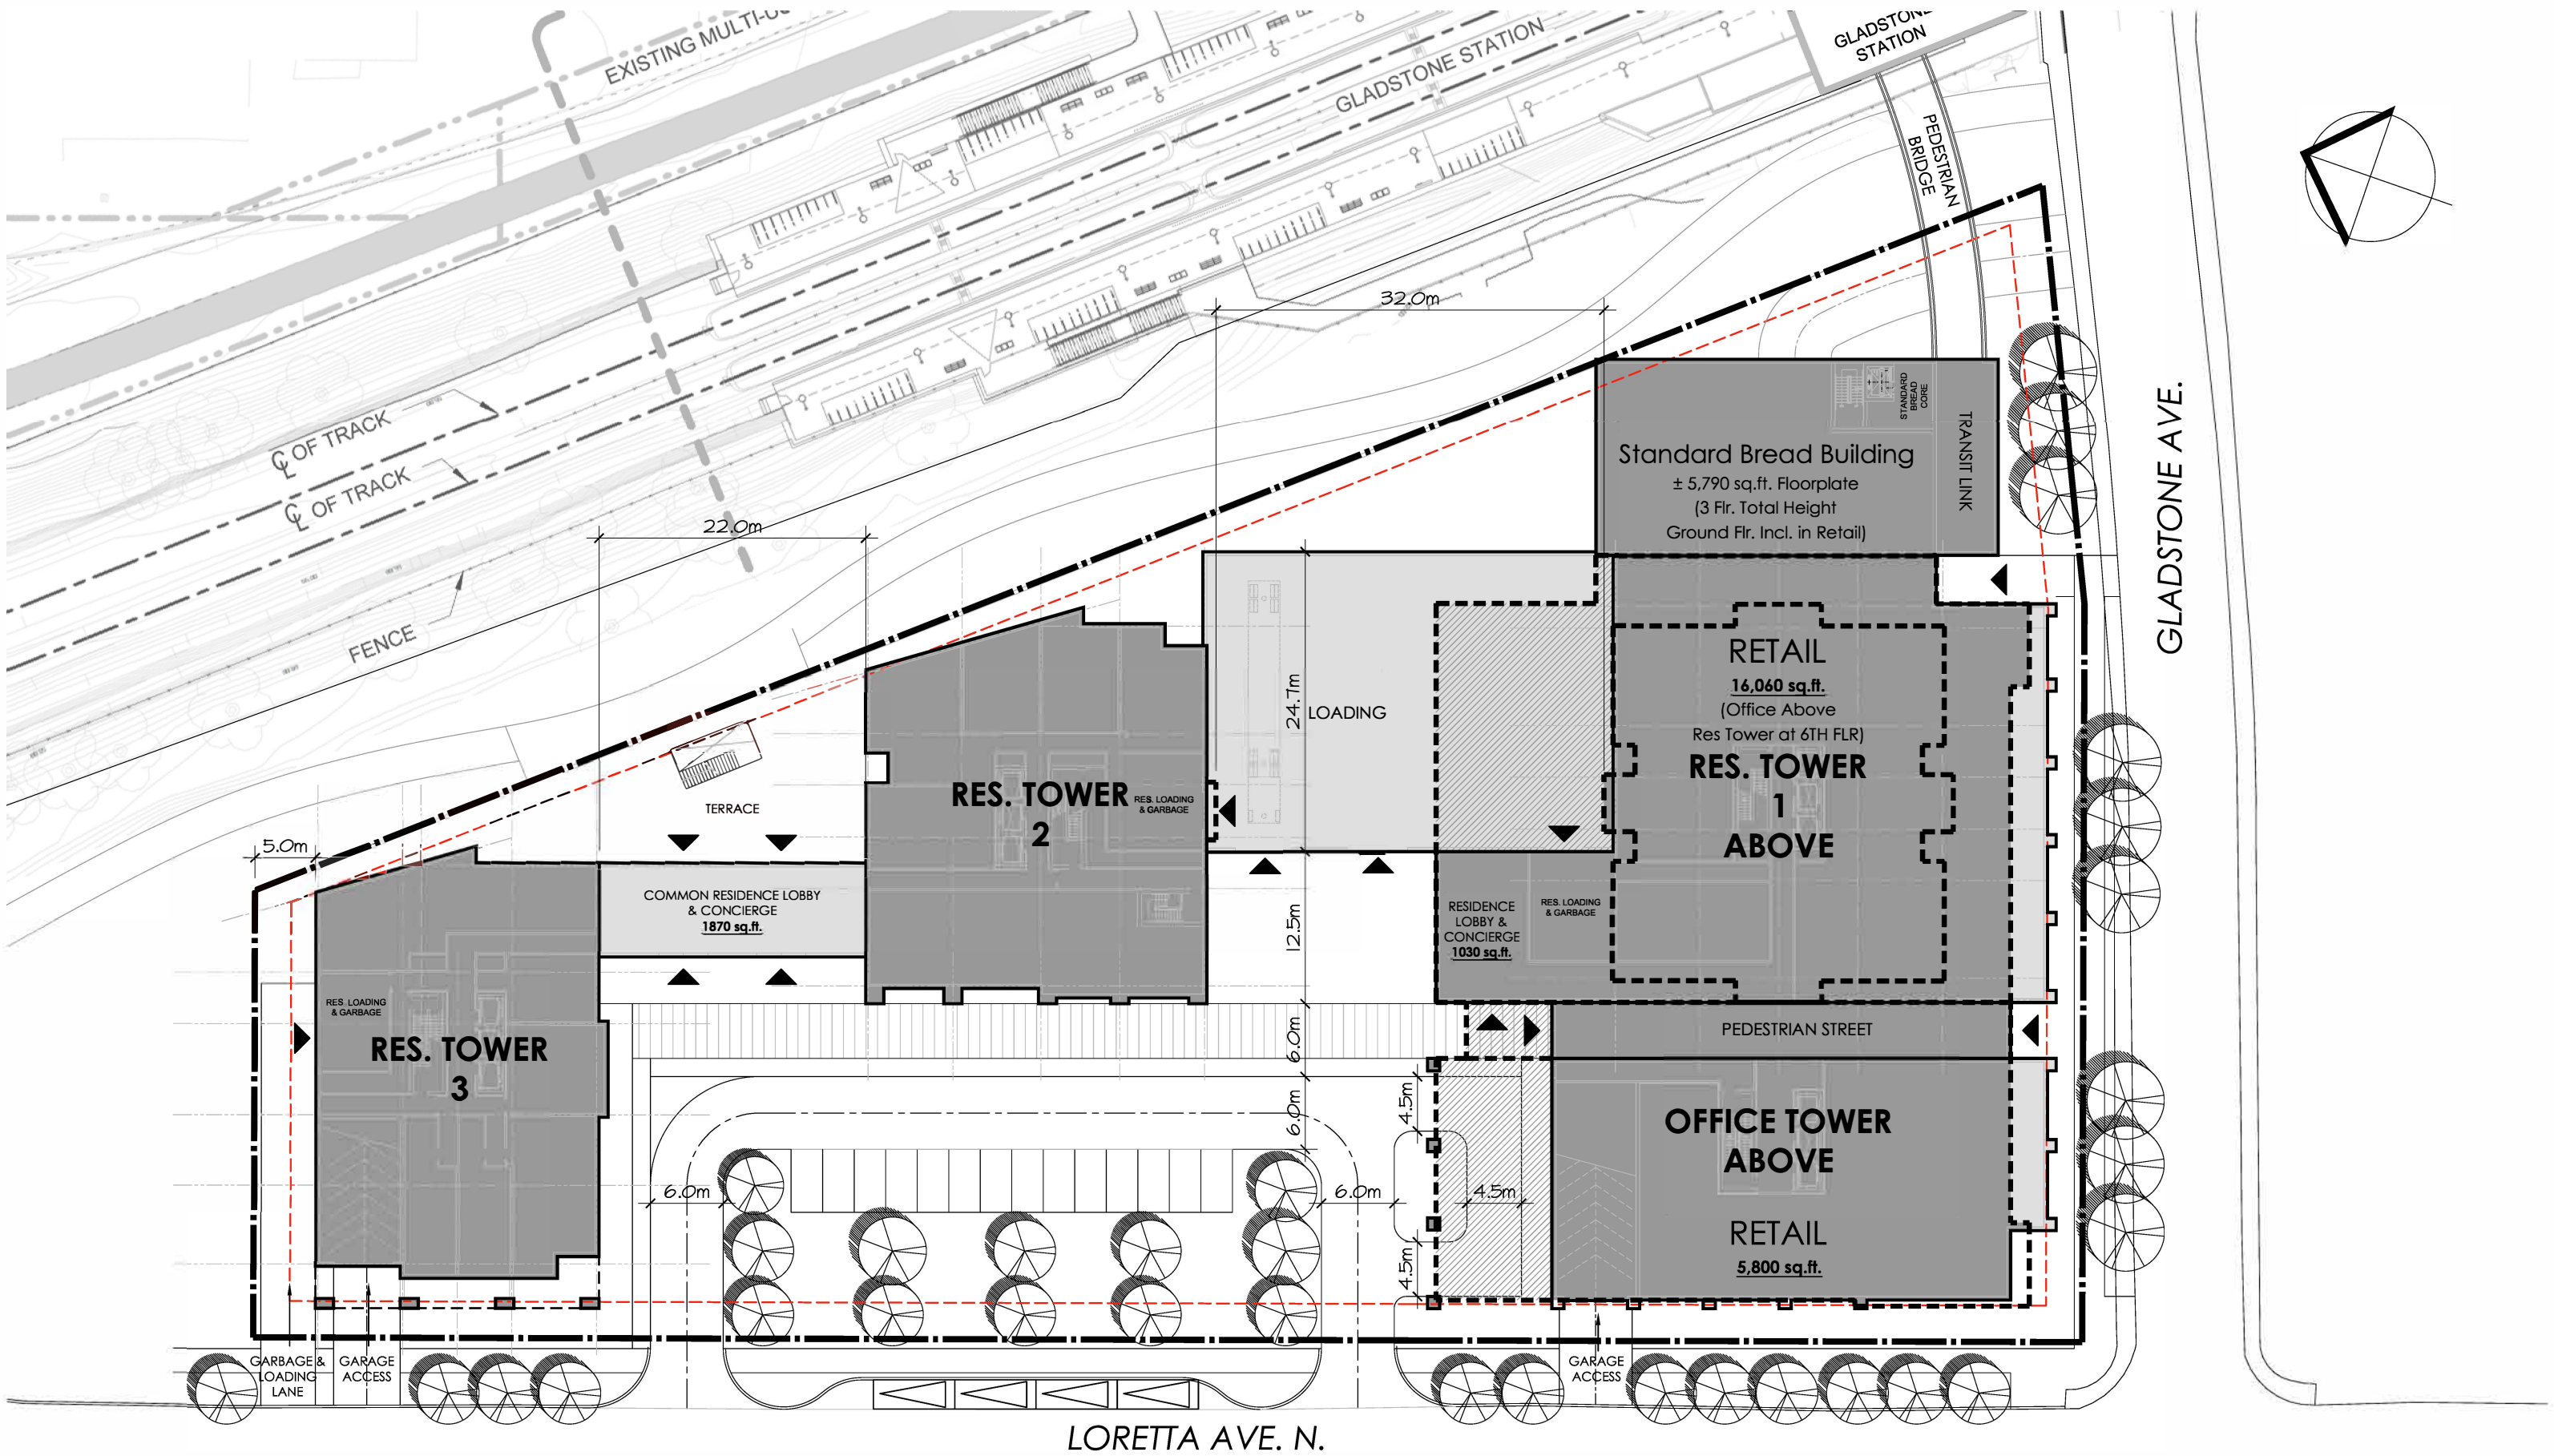 EXISTING MULTI-U
GLADSTONE STATION
GLADSTONE
STATION
PEDESTRIAN
BRIDGE
32.0m
℄ OF TRACK
℄ OF TRACK
FENCE
22.0m
STANDARD
BREAD
CORE
TRANSIT LINK
Standard Bread Building
± 5,790 sq.ft. Floorplate
(3 Flr. Total Height
Ground Flr. Incl. in Retail)
GLADSTONE AVE.
RETAIL
16,060 sq.ft.
(Office Above
Res Tower at 6TH FLR)
RES. TOWER
1
ABOVE
24.7m
LOADING
TERRACE
RES. TOWER
2
RES. LOADING
& GARBAGE
5.0m
COMMON RESIDENCE LOBBY
& CONCIERGE
1870 sq.ft.
12.5m
RESIDENCE
LOBBY &
CONCIERGE
1030 sq.ft.
RES. LOADING
& GARBAGE
RES. LOADING
& GARBAGE
RES. TOWER
3
6.0m
PEDESTRIAN STREET
6.0m
4.5m
OFFICE TOWER
ABOVE
6.0m
6.0m
4.5m
RETAIL
5,800 sq.ft.
4.5m
GARBAGE &
LOADING
LANE
GARAGE
ACCESS
GARAGE
ACCESS
LORETTA AVE. N.